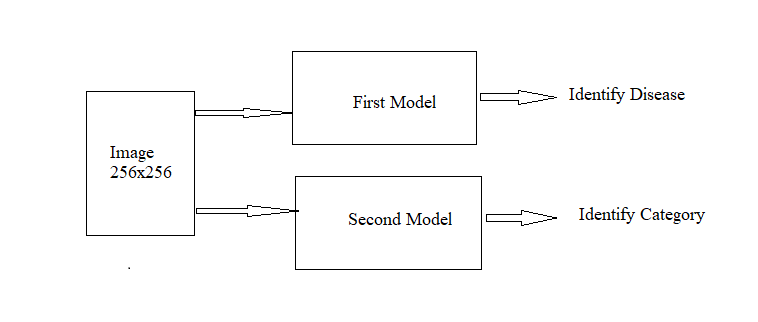 Image
256x256
First Model
Identify Disease
Second Model
Identify Category